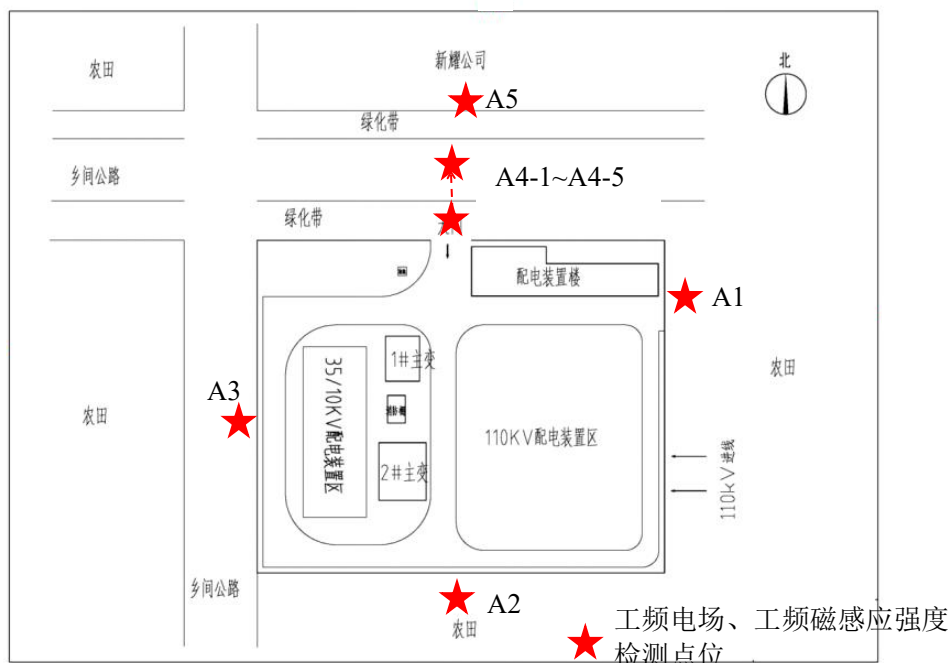 农田
新耀公司
北
A5
绿化带
乡间公路
A4-1~A4-5
绿化带
配电装置楼
A1
1#主变
35/10KV配电装置区
A3
农田
农田
110KV配电装置区
2#主变
110kV进线
乡间公路
A2
农田
工频电场、工频磁感应强度
检测点位